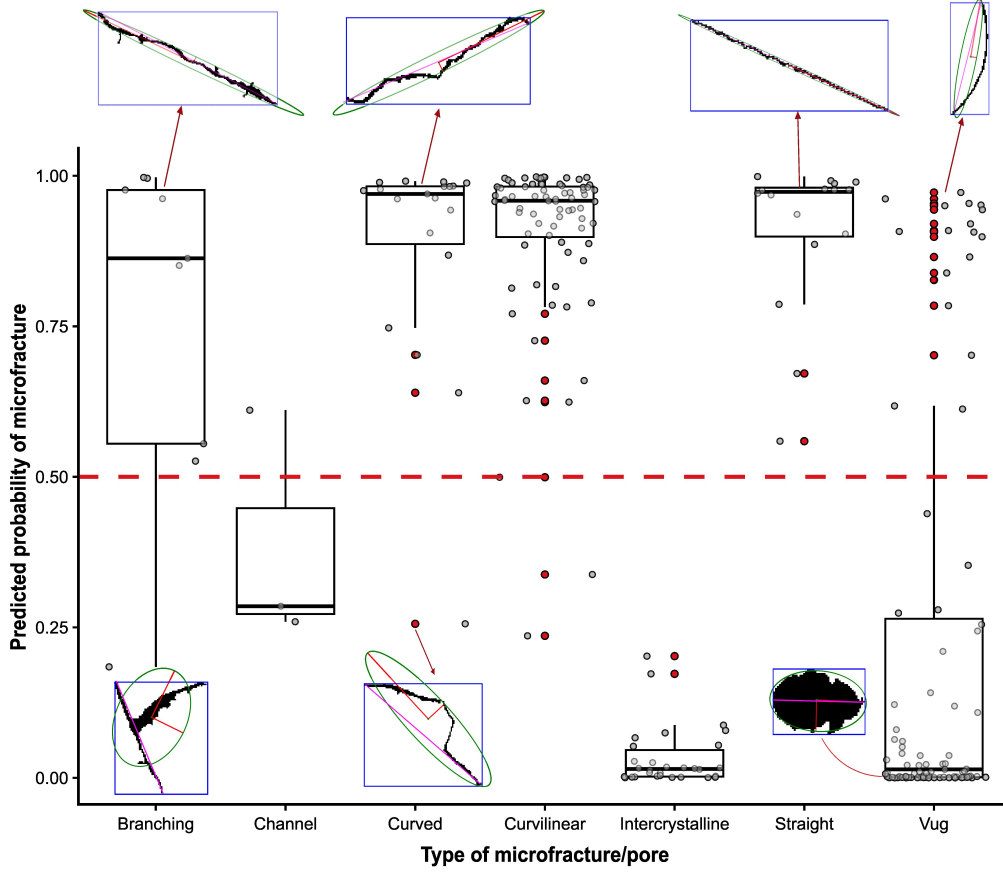 Predicted probability of microfracture
1.00
0.75
0.50
0.25
0.00
Branching
Channel
Curved
Curvilinear
Intercrystalline
Straight
Vug
Type of microfracture/pore